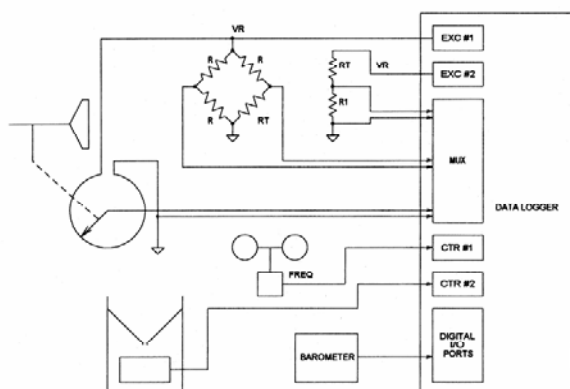 VR
EXC #1
R
R
RT
VR
EXC #2
R1
R
RT
MUX
DATA LOGGER
CTR #1
FREQ
CTR #2
BAROMETER
DIGITAL
I/O
PORTS